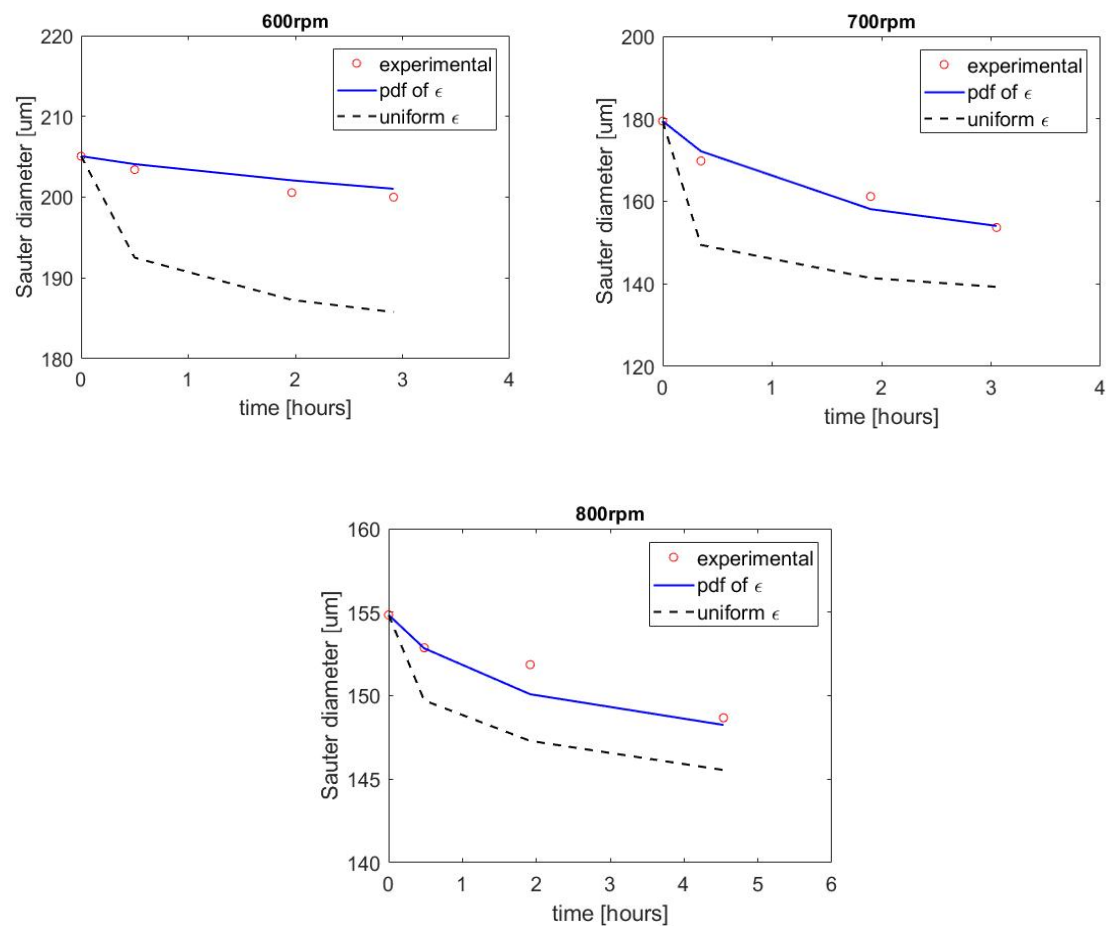 600rpm
220
210
200
190
180
Sauter diameter [um]
0 1 2 3 4
time [hours]
experimental
pdf of ϵ
uniform ϵ
700rpm
200
180
160
140
120
Sauter diameter [um]
0 1 2 3 4
time [hours]
experimental
pdf of ϵ
uniform ϵ
800rpm
160
155
150
145
140
Sauter diameter [um]
0 1 2 3 4 5 6
time [hours]
experimental
pdf of ϵ
uniform ϵ